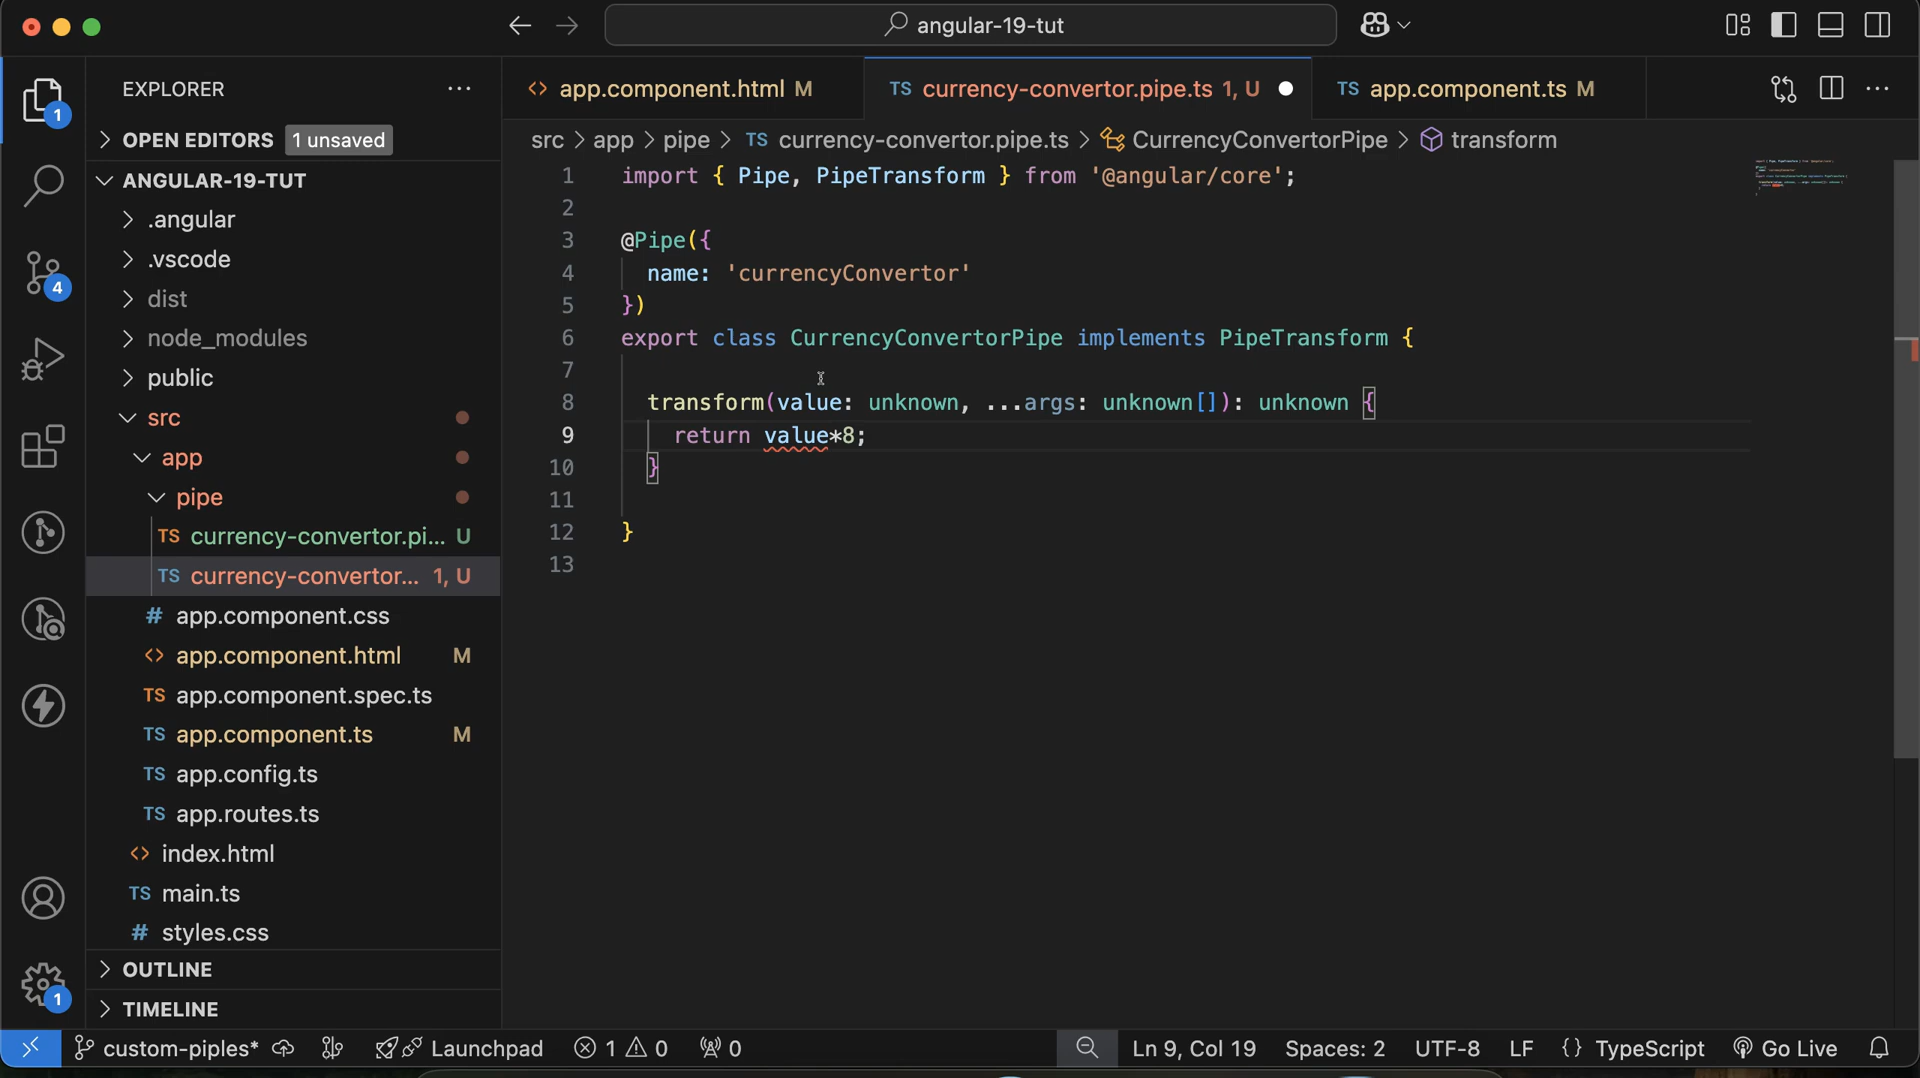 angular-19-tut
EXPLORER
OPEN EDITORS 1 unsaved
ANGULAR-19-TUT
.angular
.vscode
dist
node_modules
public
src
app
pipe
TS currency-convertor.pi... U
TS currency-convertor... 1, U
# app.component.css
<> app.component.html M
TS app.component.spec.ts
TS app.component.ts M
TS app.config.ts
TS app.routes.ts
<> index.html
TS main.ts
# styles.css
OUTLINE
TIMELINE
1
4
1
<> app.component.html M
TS currency-convertor.pipe.ts 1, U
TS app.component.ts M
src > app > pipe > TS currency-convertor.pipe.ts > CurrencyConvertorPipe > transform
1 import { Pipe, PipeTransform } from '@angular/core';
2
3 @Pipe({
4 name: 'currencyConvertor'
5 })
6 export class CurrencyConvertorPipe implements PipeTransform {
7
8 transform(value: unknown, ...args: unknown[]): unknown {
9 return value*8;
10 }
11
12 }
13
custom-piples* Launchpad 1 0 0 Ln 9, Col 19 Spaces: 2 UTF-8 LF {} TypeScript Go Live